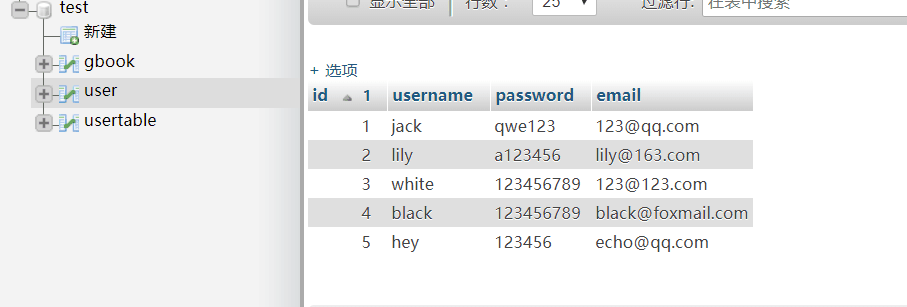 test
新建
gbook
user
usertable
显示全部 行数： 25 过滤行: 在表中搜索
+ 选项
id 1 username password email
1 jack qwe123 123@qq.com
2 lily a123456 lily@163.com
3 white 123456789 123@123.com
4 black 123456789 black@foxmail.com
5 hey 123456 echo@qq.com